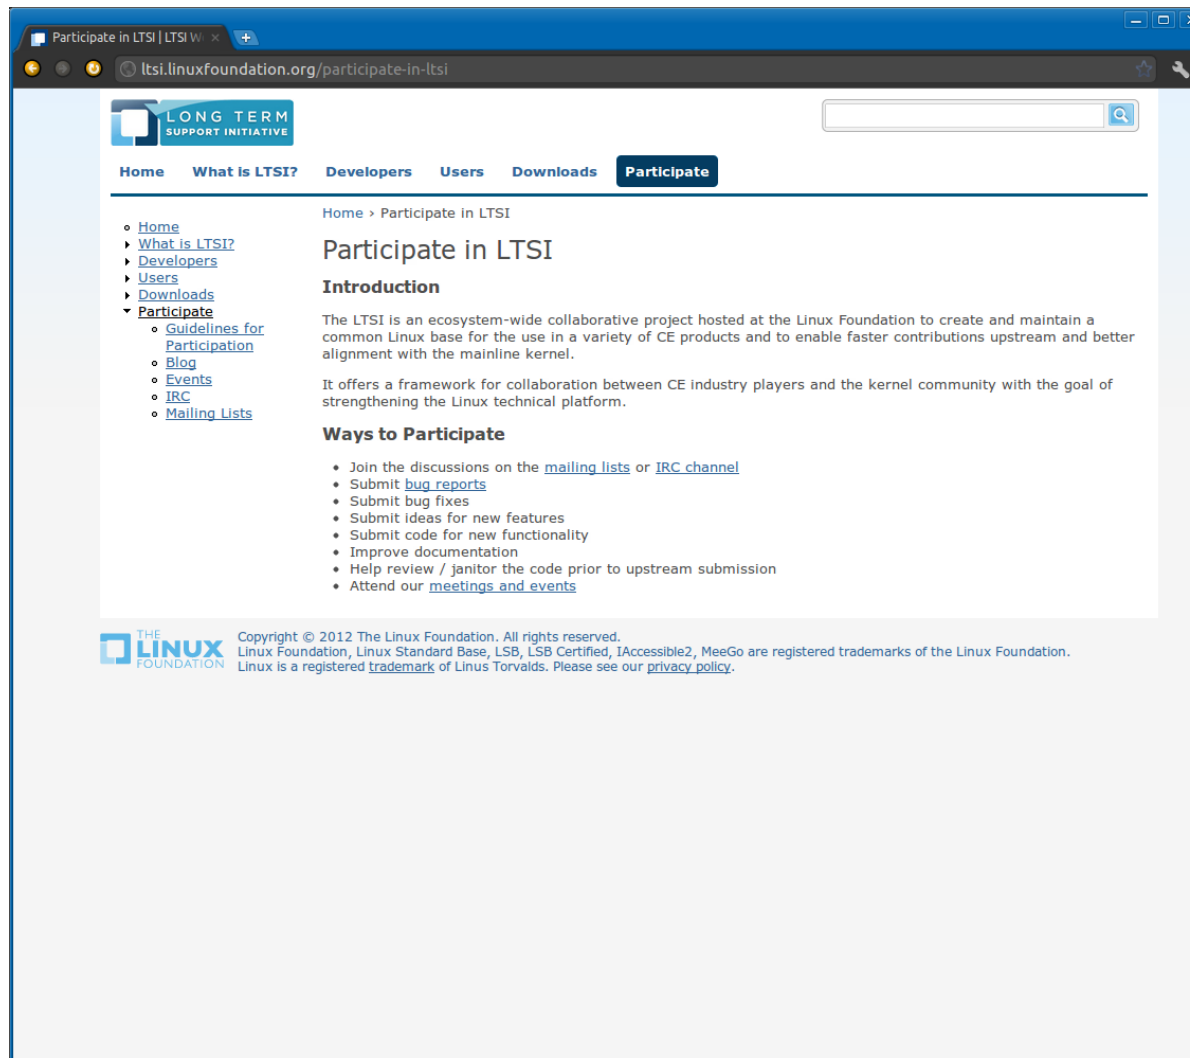 Participate in LTSI | LTSI W
ltsi.linuxfoundation.org/participate-in-ltsi
LONG TERM
SUPPORT INITIATIVE
Home What is LTSI? Developers Users Downloads Participate
Home
What is LTSI?
Developers
Users
Downloads
Participate
Guidelines for
Participation
Blog
Events
IRC
Mailing Lists
Home › Participate in LTSI
Participate in LTSI
Introduction
The LTSI is an ecosystem-wide collaborative project hosted at the Linux Foundation to create and maintain a
common Linux base for the use in a variety of CE products and to enable faster contributions upstream and better
alignment with the mainline kernel.
It offers a framework for collaboration between CE industry players and the kernel community with the goal of
strengthening the Linux technical platform.
Ways to Participate
• Join the discussions on the mailing lists or IRC channel
• Submit bug reports
• Submit bug fixes
• Submit ideas for new features
• Submit code for new functionality
• Improve documentation
• Help review / janitor the code prior to upstream submission
• Attend our meetings and events
THE
LINUX
FOUNDATION
Copyright © 2012 The Linux Foundation. All rights reserved.
Linux Foundation, Linux Standard Base, LSB, LSB Certified, IAccessible2, MeeGo are registered trademarks of the Linux Foundation.
Linux is a registered trademark of Linus Torvalds. Please see our privacy policy.